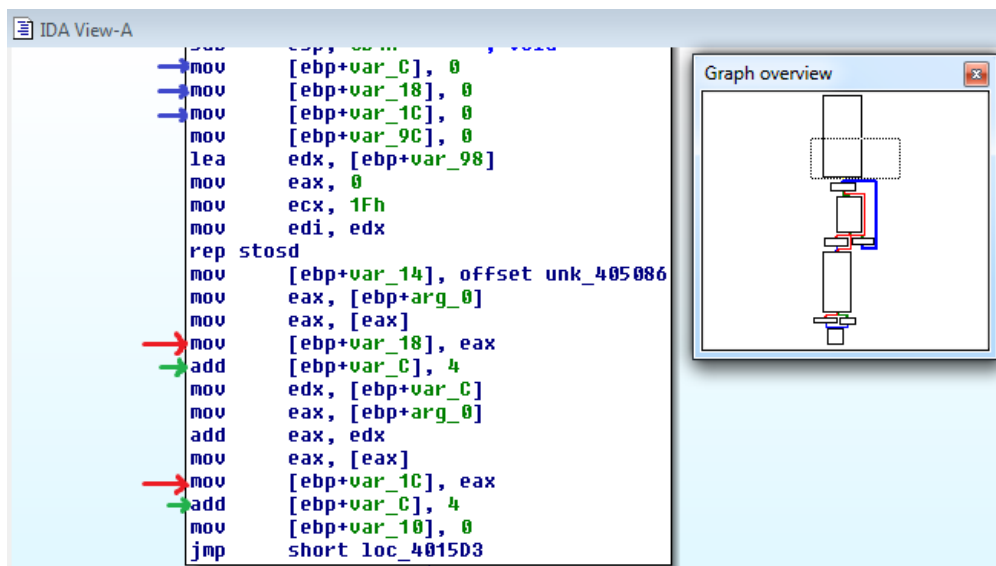 IDA View-A
mov [ebp+var_C], 0
mov [ebp+var_18], 0
mov [ebp+var_1C], 0
mov [ebp+var_9C], 0
lea edx, [ebp+var_98]
mov eax, 0
mov ecx, 1Fh
mov edi, edx
rep stosd
mov [ebp+var_14], offset unk_405086
mov eax, [ebp+arg_0]
mov eax, [eax]
mov [ebp+var_18], eax
add [ebp+var_C], 4
mov edx, [ebp+var_C]
mov eax, [ebp+arg_0]
add eax, edx
mov eax, [eax]
mov [ebp+var_1C], eax
add [ebp+var_C], 4
mov [ebp+var_10], 0
jmp short loc_4015D3
Graph overview